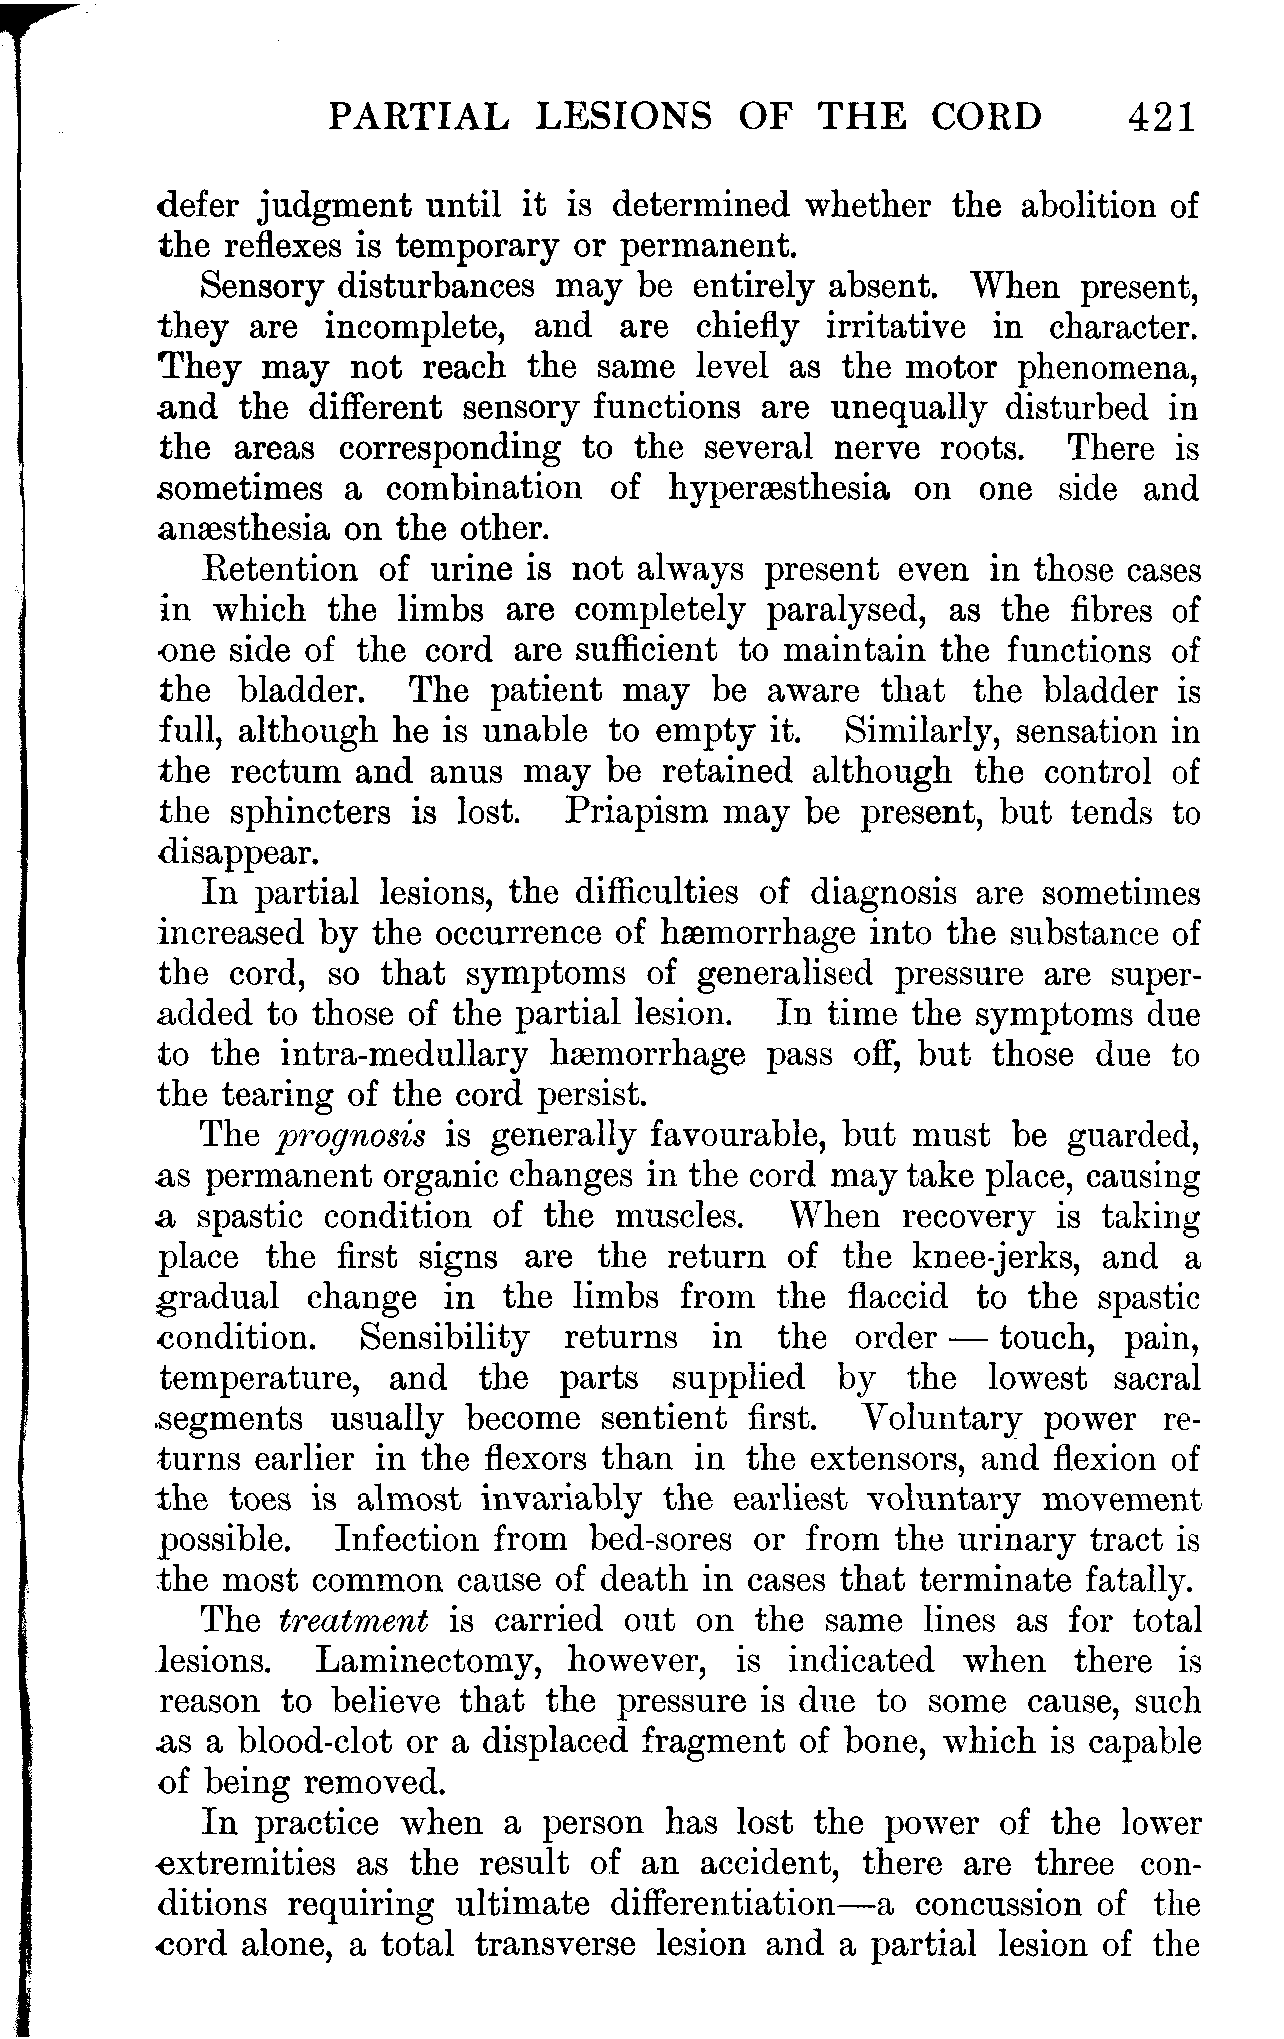 PARTIAL LESIONS OF THE CORD 421
defer judgment until it is determined whether the abolition of
the reflexes is temporary or permanent.
Sensory disturbances may be entirely absent. When present,
they are incomplete, and are chiefly irritative in character.
They may not reach the same level as the motor phenomena,
and the different sensory functions are unequally disturbed in
the areas corresponding to the several nerve roots. There is
sometimes a combination of hyperæsthesia on one side and
anæsthesia on the other.
Retention of urine is not always present even in those cases
in which the limbs are completely paralysed, as the fibres of
one side of the cord are sufficient to maintain the functions of
the bladder. The patient may be aware that the bladder is
full, although he is unable to empty it. Similarly, sensation in
the rectum and anus may be retained although the control of
the sphincters is lost. Priapism may be present, but tends to
disappear.
In partial lesions, the difficulties of diagnosis are sometimes
increased by the occurrence of hæmorrhage into the substance of
the cord, so that symptoms of generalised pressure are super-
added to those of the partial lesion. In time the symptoms due
to the intra-medullary hæmorrhage pass off, but those due to
the tearing of the cord persist.
The prognosis is generally favourable, but must be guarded,
as permanent organic changes in the cord may take place, causing
a spastic condition of the muscles. When recovery is taking
place the first signs are the return of the knee-jerks, and a
gradual change in the limbs from the flaccid to the spastic
condition. Sensibility returns in the order — touch, pain,
temperature, and the parts supplied by the lowest sacral
segments usually become sentient first. Voluntary power re-
turns earlier in the flexors than in the extensors, and flexion of
the toes is almost invariably the earliest voluntary movement
possible. Infection from bed-sores or from the urinary tract is
the most common cause of death in cases that terminate fatally.
The treatment is carried out on the same lines as for total
lesions. Laminectomy, however, is indicated when there is
reason to believe that the pressure is due to some cause, such
as a blood-clot or a displaced fragment of bone, which is capable
of being removed.
In practice when a person has lost the power of the lower
extremities as the result of an accident, there are three con-
ditions requiring ultimate differentiation—a concussion of the
cord alone, a total transverse lesion and a partial lesion of the